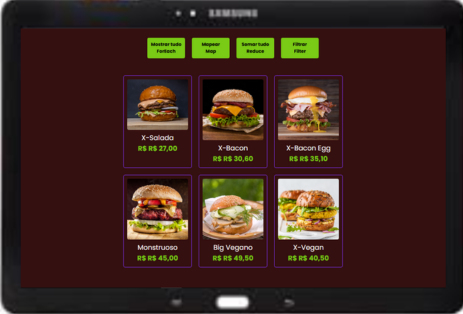 SAMSUNG
Mostrar tudo
ForEach
Mapear
Map
Somar tudo
Reduce
Filtrar
Filter
X-Salada
R$ R$ 27,00
X-Bacon
R$ R$ 30,60
X-Bacon Egg
R$ R$ 35,10
Monstruoso
R$ R$ 45,00
Big Vegano
R$ R$ 49,50
X-Vegan
R$ R$ 40,50